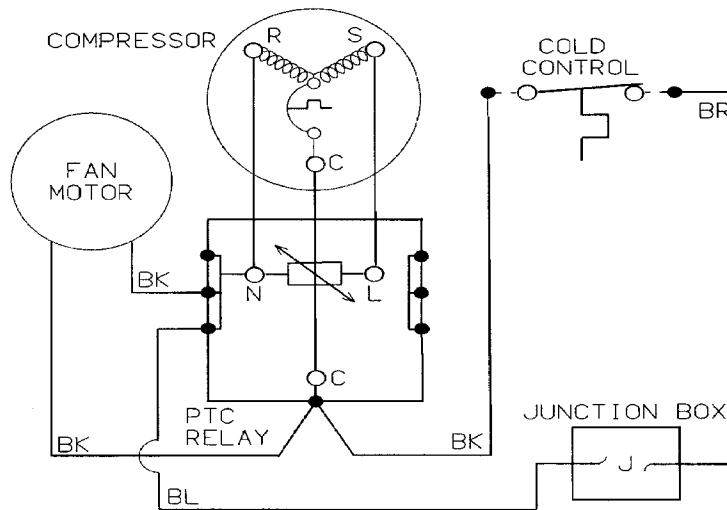 COMPRESSOR
R
S
COLD
CONTROL
BR
C
FAN
MOTOR
BK
N
L
C
PTC
RELAY
BK
BK
JUNCTION BOX
J
BL